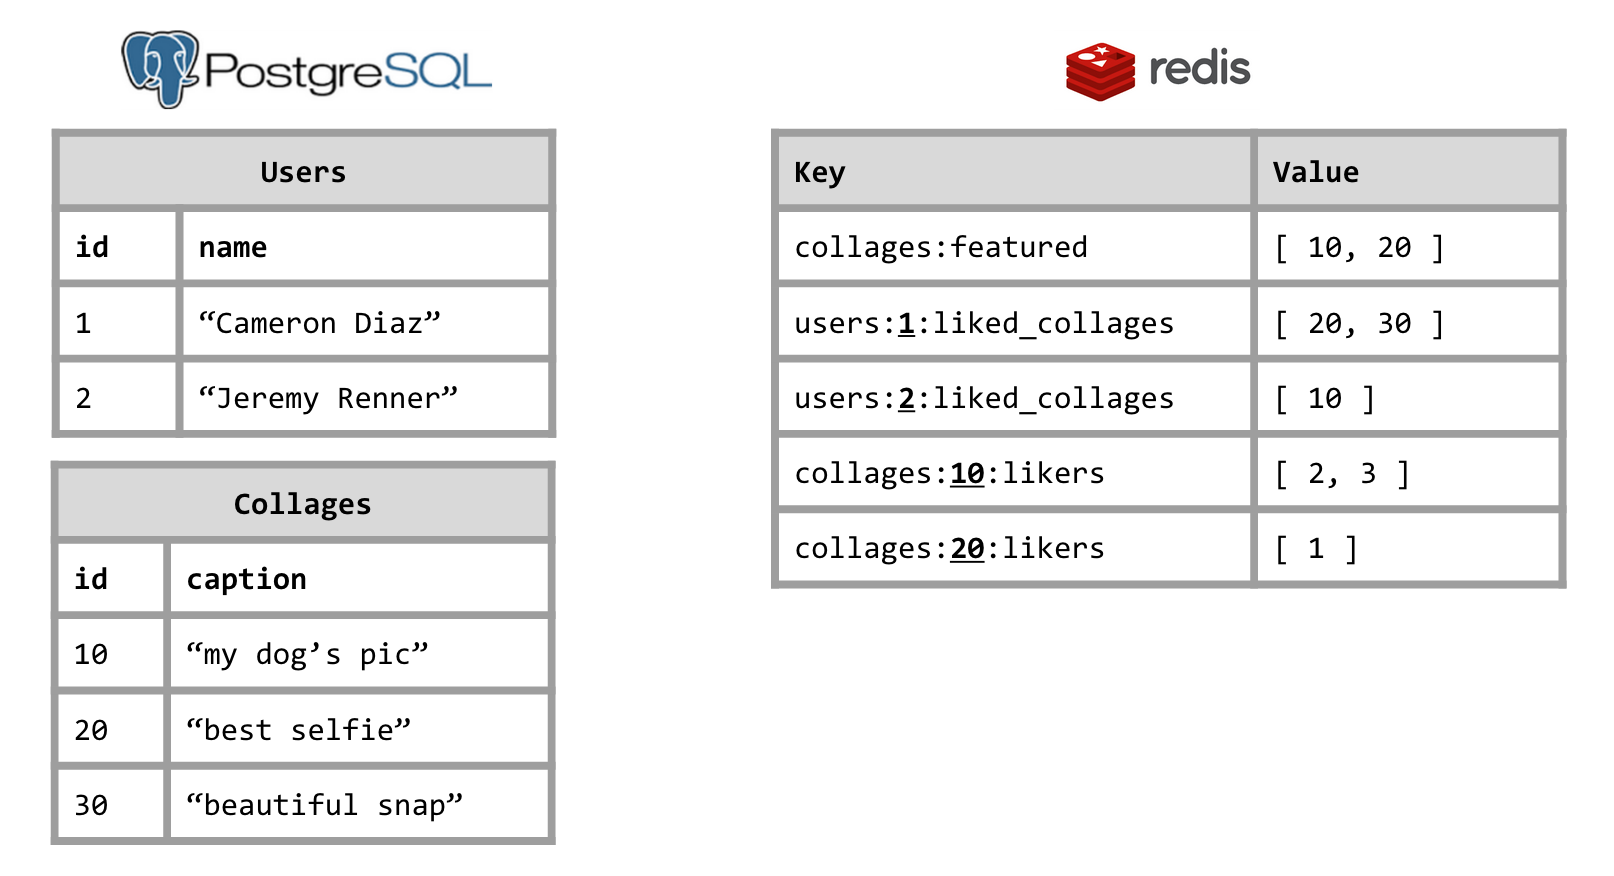 PostgreSQL
Users
id name
1 “Cameron Diaz”
2 “Jeremy Renner”
Collages
id caption
10 “my dog’s pic”
20 “best selfie”
30 “beautiful snap”
redis
Key Value
collages:featured [ 10, 20 ]
users:1:liked_collages [ 20, 30 ]
users:2:liked_collages [ 10 ]
collages:10:likers [ 2, 3 ]
collages:20:likers [ 1 ]